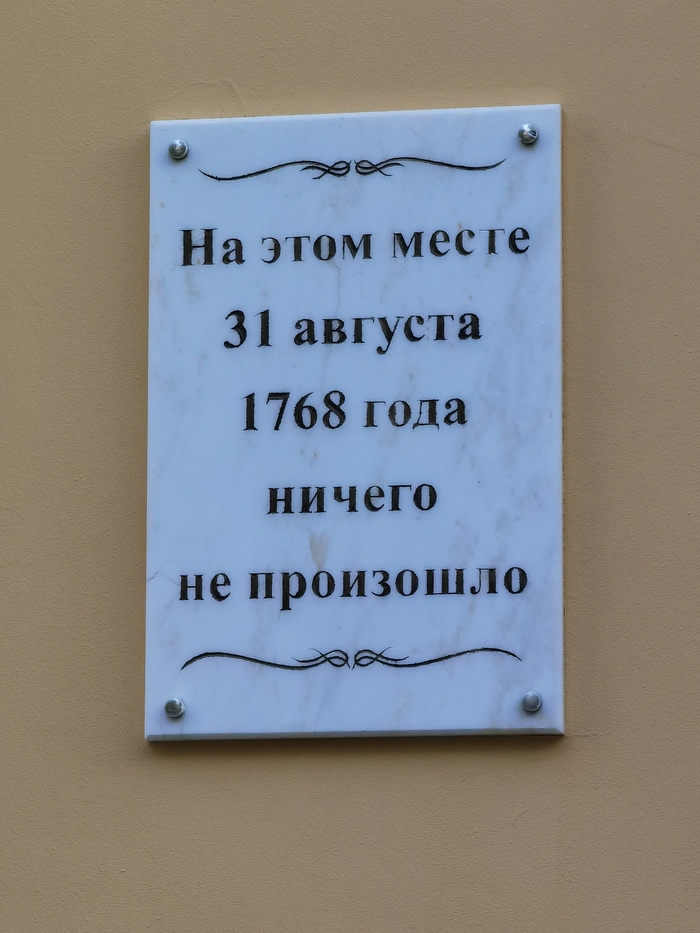 На этом месте
31 августа
1768 года
ничего
не произошло